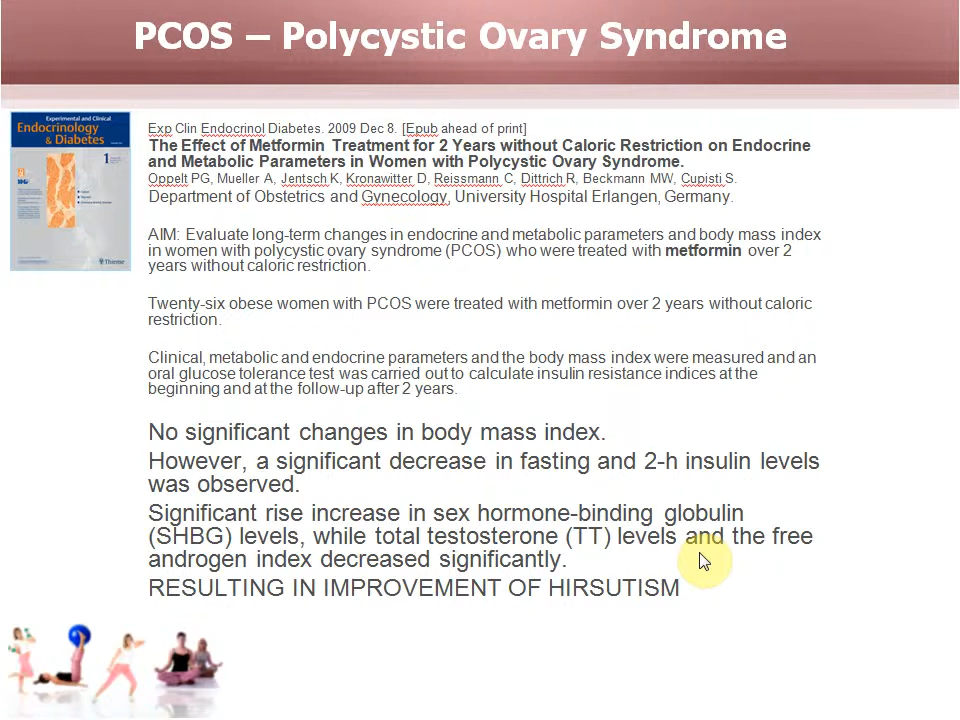 PCOS – Polycystic Ovary Syndrome
Experimental and Clinical
Endocrinology
& Diabetes
1
Thieme
Exp Clin Endocrinol Diabetes. 2009 Dec 8. [Epub ahead of print]
The Effect of Metformin Treatment for 2 Years without Caloric Restriction on Endocrine
and Metabolic Parameters in Women with Polycystic Ovary Syndrome.
Oppelt PG, Mueller A, Jentsch K, Kronawitter D, Reissmann C, Dittrich R, Beckmann MW, Cupisti S.
Department of Obstetrics and Gynecology, University Hospital Erlangen, Germany.
AIM: Evaluate long-term changes in endocrine and metabolic parameters and body mass index
in women with polycystic ovary syndrome (PCOS) who were treated with metformin over 2
years without caloric restriction.
Twenty-six obese women with PCOS were treated with metformin over 2 years without caloric
restriction.
Clinical, metabolic and endocrine parameters and the body mass index were measured and an
oral glucose tolerance test was carried out to calculate insulin resistance indices at the
beginning and at the follow-up after 2 years.
No significant changes in body mass index.
However, a significant decrease in fasting and 2-h insulin levels
was observed.
Significant rise increase in sex hormone-binding globulin
(SHBG) levels, while total testosterone (TT) levels and the free
androgen index decreased significantly.
RESULTING IN IMPROVEMENT OF HIRSUTISM